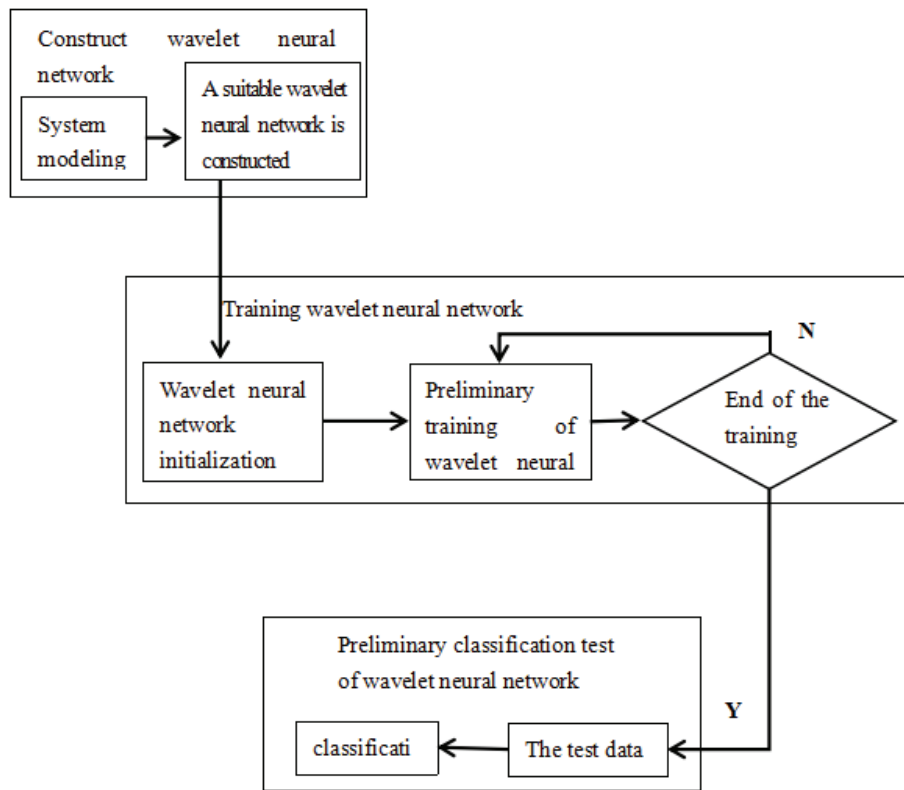 Construct wavelet neural
network
System
modeling
A suitable wavelet
neural network is
constructed
Training wavelet neural network
Wavelet neural
network
initialization
Preliminary
training of
wavelet neural
N
End of the
training
Preliminary classification test
of wavelet neural network
Y
classificati
The test data